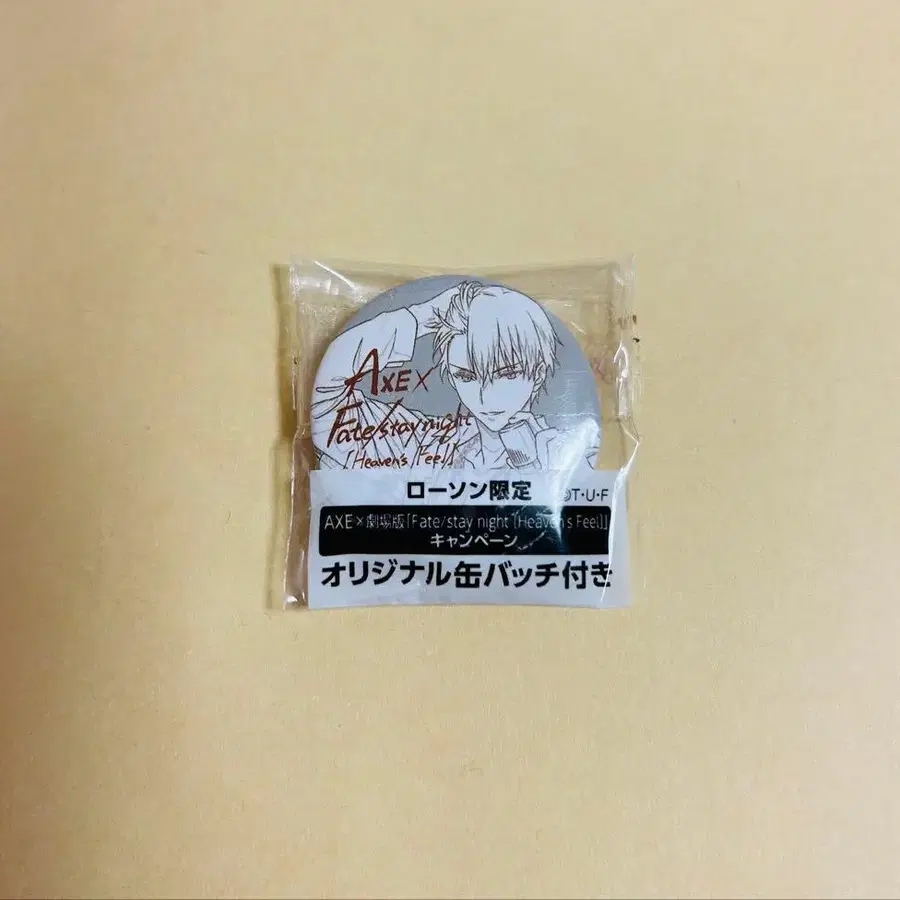 AXE×
Fate/stay night
[Heaven's Feel]
ローソン限定 ©T・U・F
AXE×劇場版「Fate/stay night [Heaven's Feel]」
キャンペーン
オリジナル缶バッチ付き